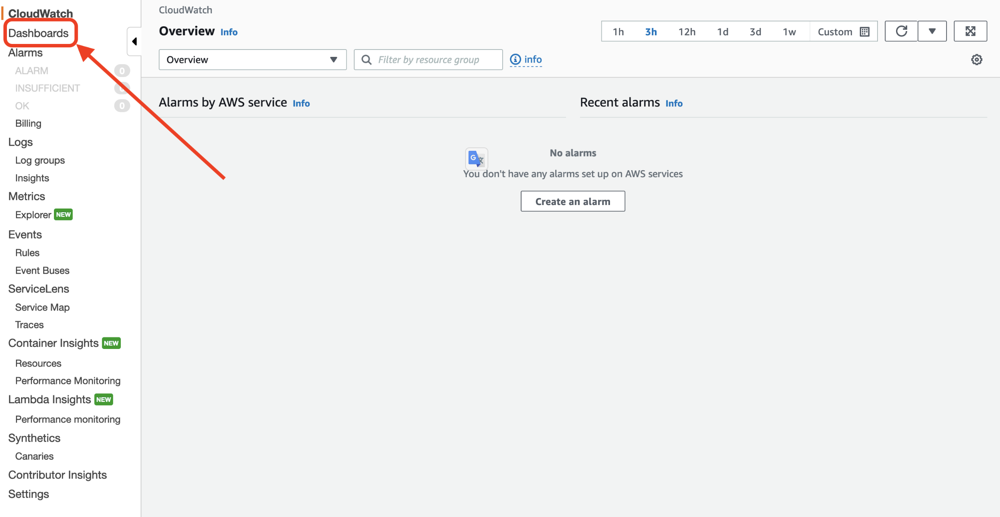 CloudWatch
Dashboards
Alarms
ALARM 0
INSUFFICIENT
OK 0
Billing
Logs
Log groups
Insights
Metrics
Explorer NEW
Events
Rules
Event Buses
ServiceLens
Service Map
Traces
Container Insights NEW
Resources
Performance Monitoring
Lambda Insights NEW
Performance monitoring
Synthetics
Canaries
Contributor Insights
Settings
CloudWatch
Overview Info
1h 3h 12h 1d 3d 1w Custom
Overview
Filter by resource group
info
Alarms by AWS service Info
Recent alarms Info
G 文
No alarms
You don't have any alarms set up on AWS services
Create an alarm